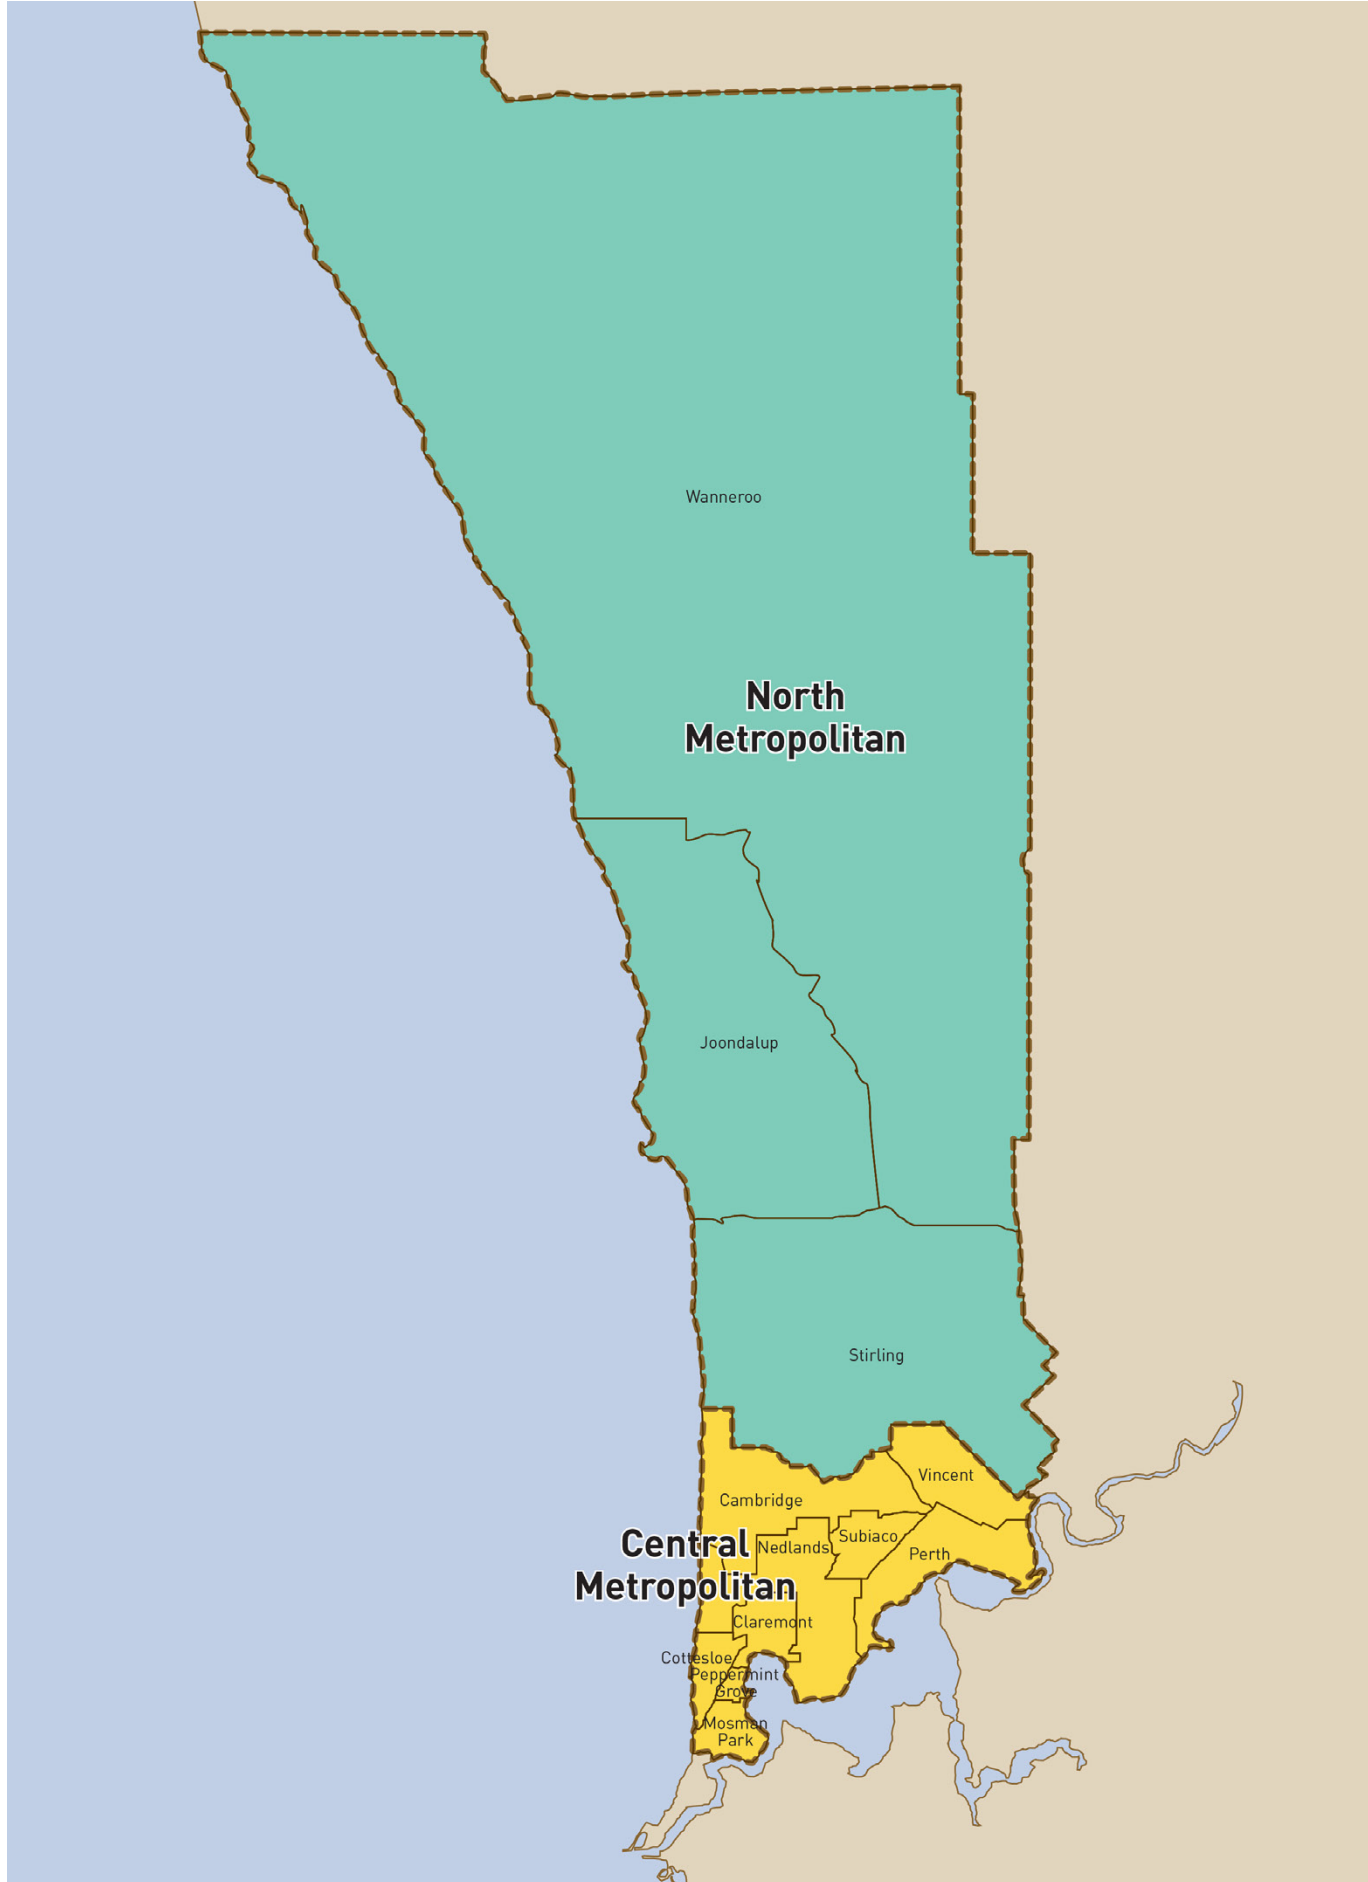 Wanneroo
North
Metropolitan
Joondalup
Stirling
Vincent
Cambridge
Subiaco
Central
Metropolitan
Nedlands
Perth
Claremont
Cottesloe
Peppermint
Grove
Mosman
Park